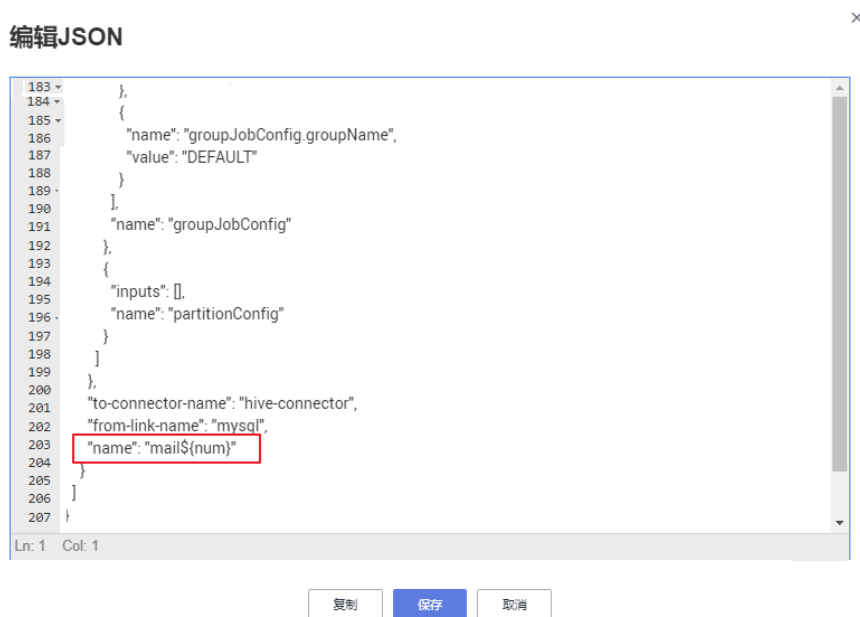 ×
编辑JSON
183
184 },
185 {
186 "name": "groupJobConfig.groupName",
187 "value": "DEFAULT"
188 }
189
190 ],
191 "name": "groupJobConfig"
192 },
193 {
194
195 "inputs": [],
196 "name": "partitionConfig"
197 }
198 ]
199
200 },
201 "to-connector-name": "hive-connector",
202 "from-link-name": "mysql",
203 "name": "mail${num}"
204 }
205
206 ]
207 }
Ln: 1 Col: 1
复制 保存 取消